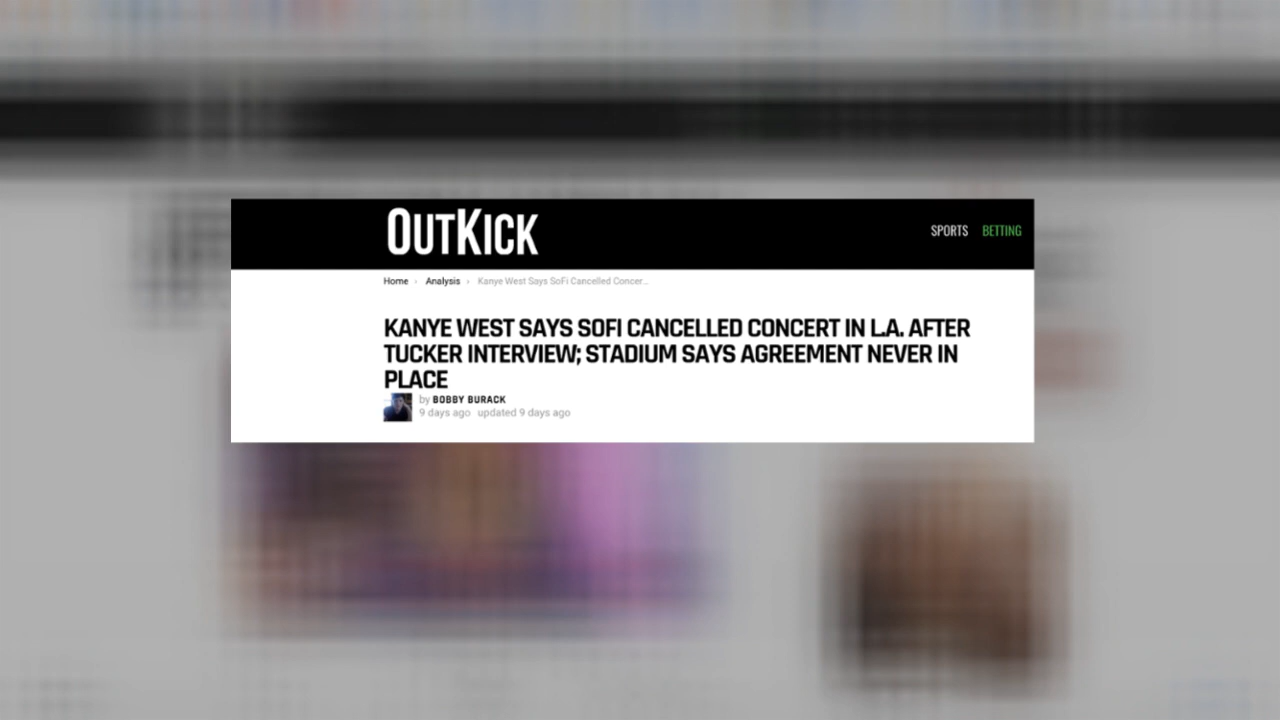 OUTKICK
SPORTS BETTING
Home › Analysis › Kanye West Says SoFi Cancelled Concer...
KANYE WEST SAYS SOFI CANCELLED CONCERT IN L.A. AFTER
TUCKER INTERVIEW; STADIUM SAYS AGREEMENT NEVER IN
PLACE
by BOBBY BURACK
9 days ago updated 9 days ago